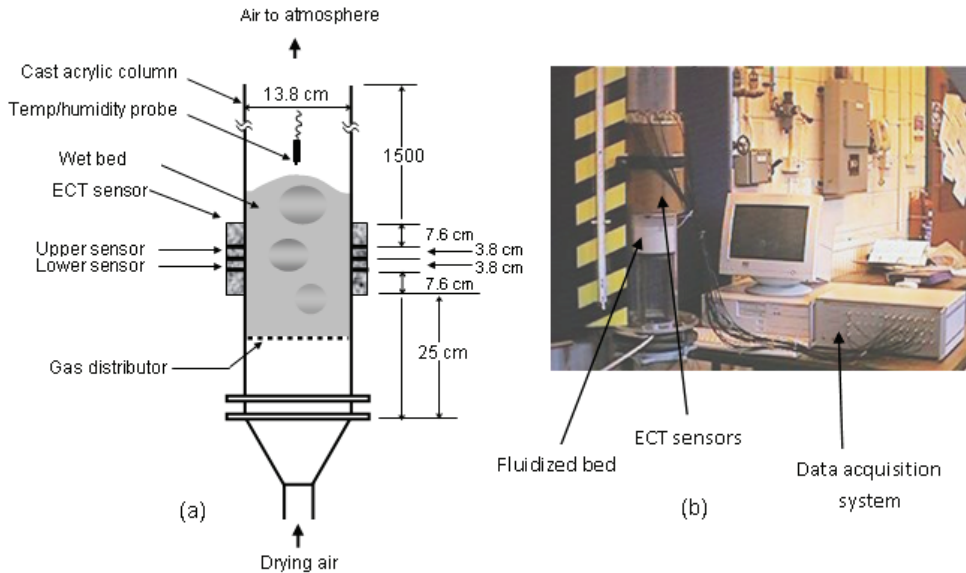 Air to atmosphere
Cast acrylic column
13.8 cm
Temp/humidity probe
1500
Wet bed
ECT sensor
7.6 cm
Upper sensor
3.8 cm
Lower sensor
3.8 cm
7.6 cm
25 cm
Gas distributor
(a)
Drying air
ECT sensors
Fluidized bed
Data acquisition
system
(b)